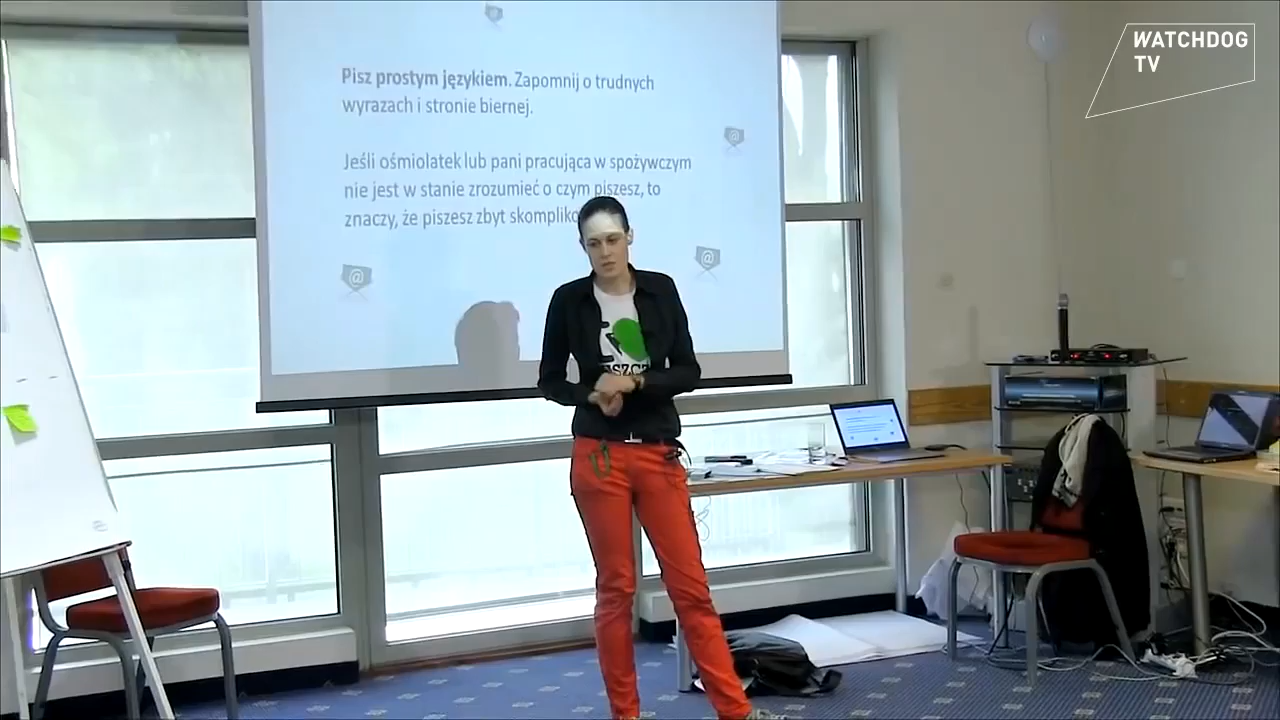 WATCHDOG
TV
Pisz prostym językiem. Zapomnij o trudnych
wyrazach i stronie biernej.
Jeśli ośmiolatek lub pani pracująca w spożywczym
nie jest w stanie zrozumieć o czym piszesz, to
znaczy, że piszesz zbyt
@
@
@